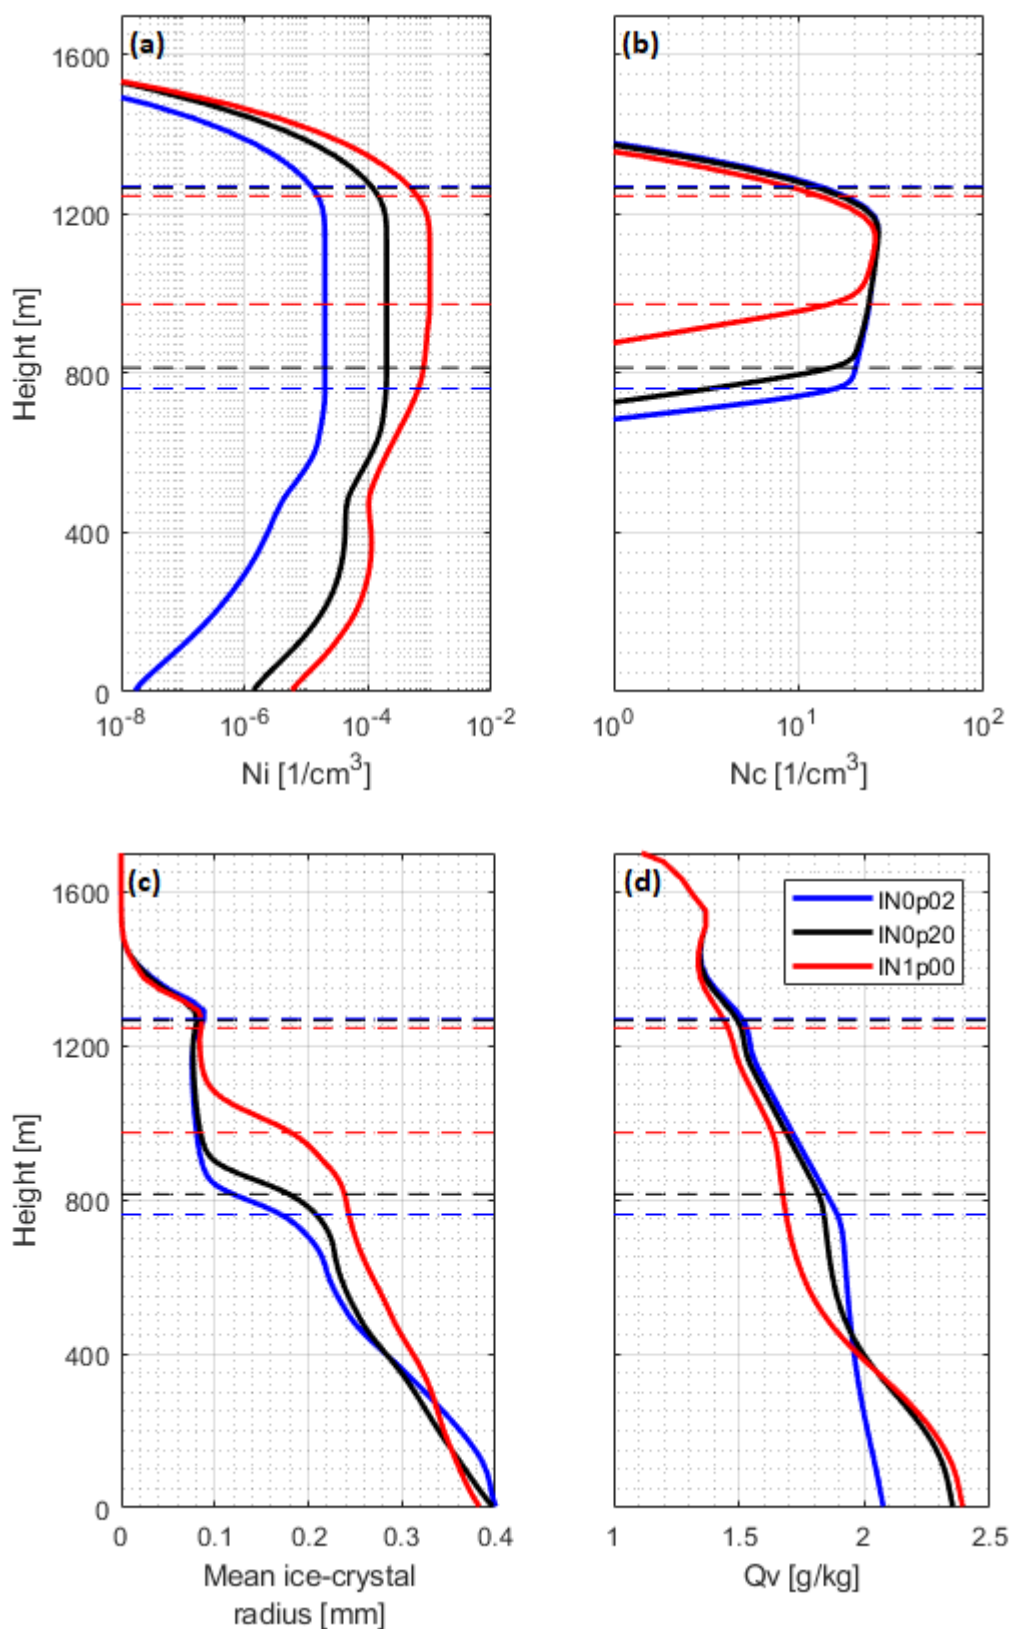 (a)
1600
1200
800
400
0
Height [m]
10^-8
10^-6
10^-4
10^-2
Ni [1/cm^3]
(b)
10^0
10^1
10^2
Nc [1/cm^3]
(c)
1600
1200
800
400
0
Height [m]
0
0.1
0.2
0.3
0.4
Mean ice-crystal
radius [mm]
(d)
IN0p02
IN0p20
IN1p00
1
1.5
2
2.5
Qv [g/kg]